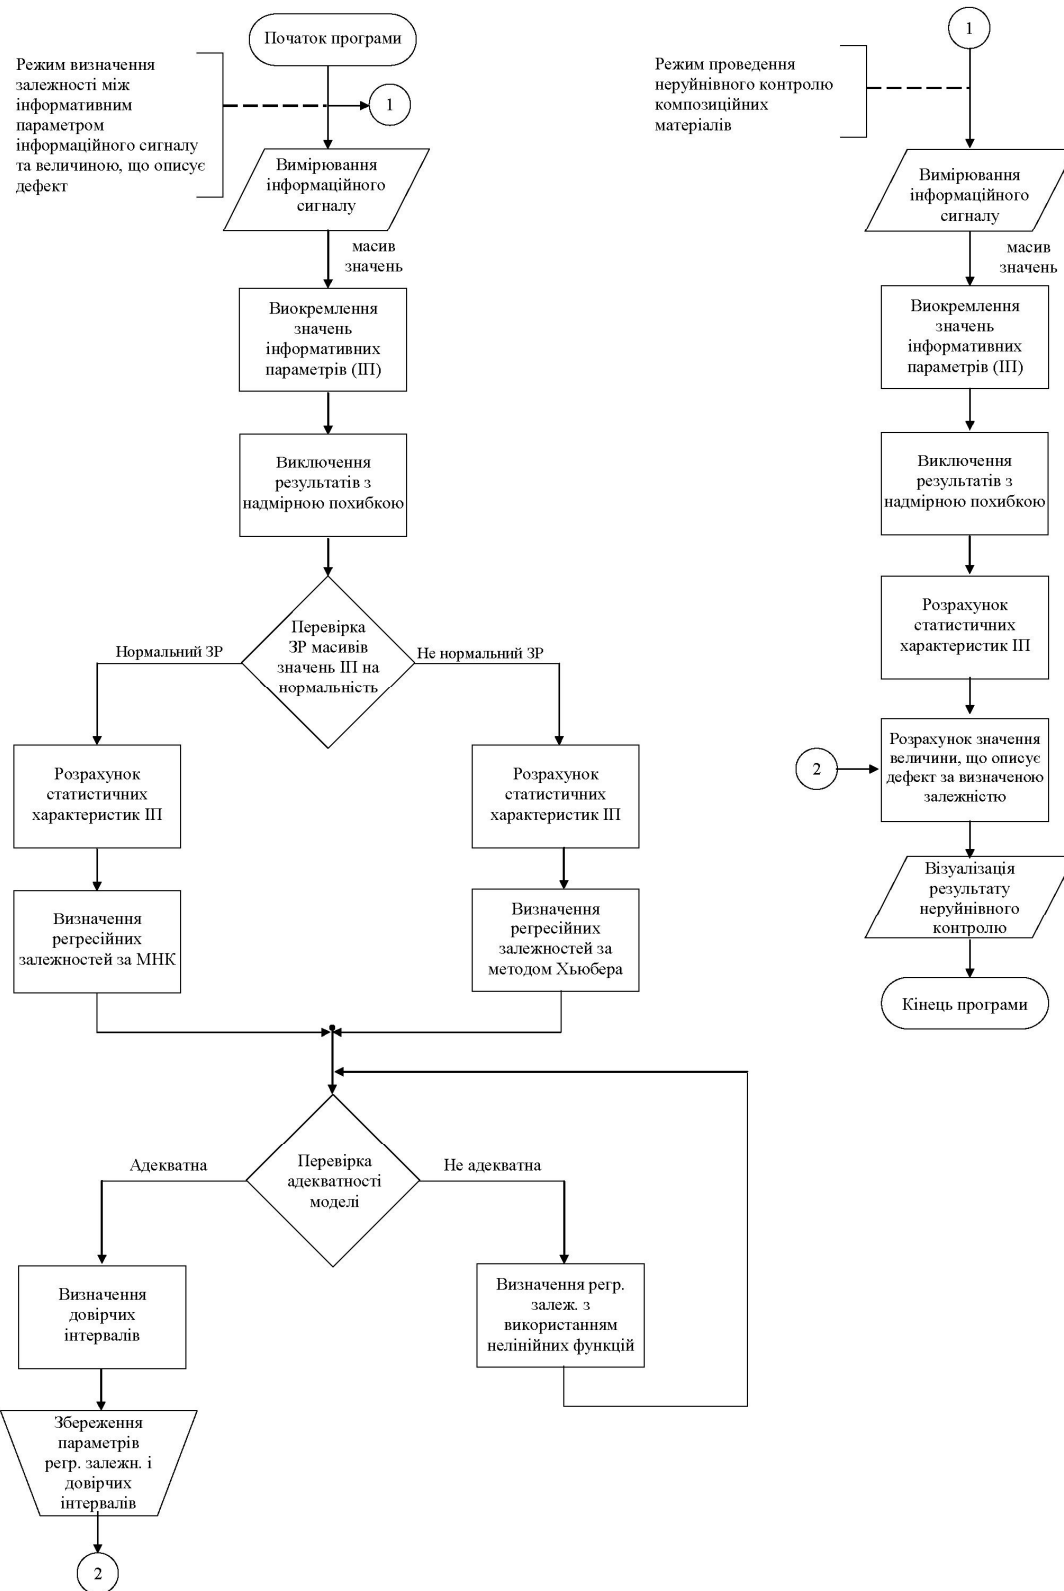 Початок програми
Режим визначення
залежності між
інформативним
параметром
інформаційного сигналу
та величиною, що описує
дефект
1
Вимірювання
інформаційного
сигналу
масив
значень
Виокремлення
значень
інформативних
параметрів (ІП)
Виключення
результатів з
надмірною похибкою
Перевірка
ЗР масивів
значень ІП на
нормальність
Нормальний ЗР
Не нормальний ЗР
Розрахунок
статистичних
характеристик ІП
Розрахунок
статистичних
характеристик ІП
Визначення
регресійних
залежностей за МНК
Визначення
регресійних
залежностей за
методом Хьюбера
Перевірка
адекватності
моделі
Адекватна
Не адекватна
Визначення
довірчих
інтервалів
Визначення регр.
залеж. з
використанням
нелінійних функцій
Збереження
параметрів
регр. залежн. і
довірчих
інтервалів
2
1
Режим проведення
неруйнівного контролю
композиційних
матеріалів
Вимірювання
інформаційного
сигналу
масив
значень
Виокремлення
значень
інформативних
параметрів (ІП)
Виключення
результатів з
надмірною похибкою
Розрахунок
статистичних
характеристик ІП
2
Розрахунок значення
величини, що описує
дефект за визначеною
залежністю
Візуалізація
результату
неруйнівного
контролю
Кінець програми